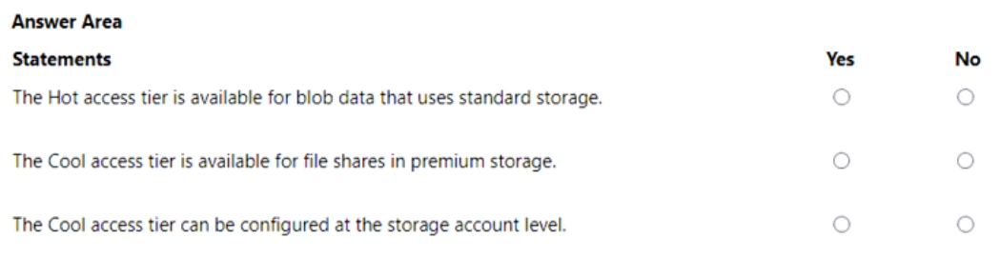 Answer Area
Statements Yes No
The Hot access tier is available for blob data that uses standard storage.
The Cool access tier is available for file shares in premium storage.
The Cool access tier can be configured at the storage account level.